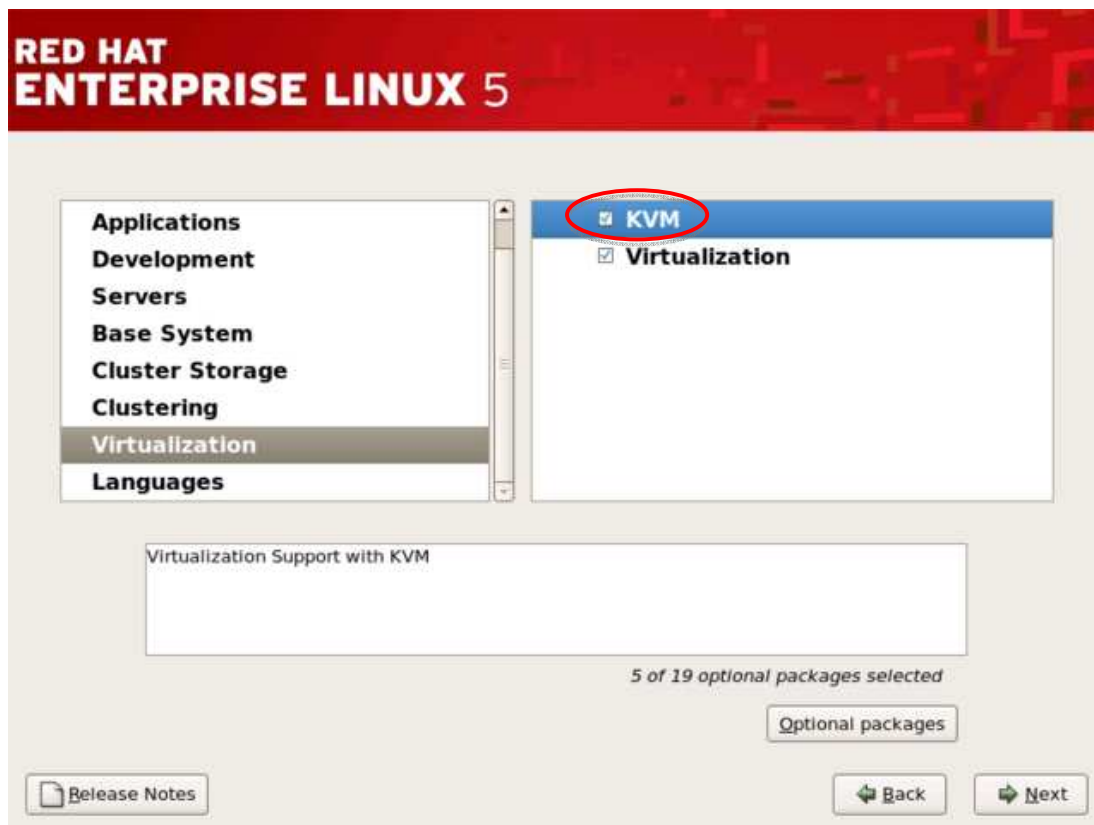 RED HAT
ENTERPRISE LINUX 5
Applications
Development
Servers
Base System
Cluster Storage
Clustering
Virtualization
Languages
KVM
Virtualization
Virtualization Support with KVM
5 of 19 optional packages selected
Optional packages
Release Notes
Back
Next